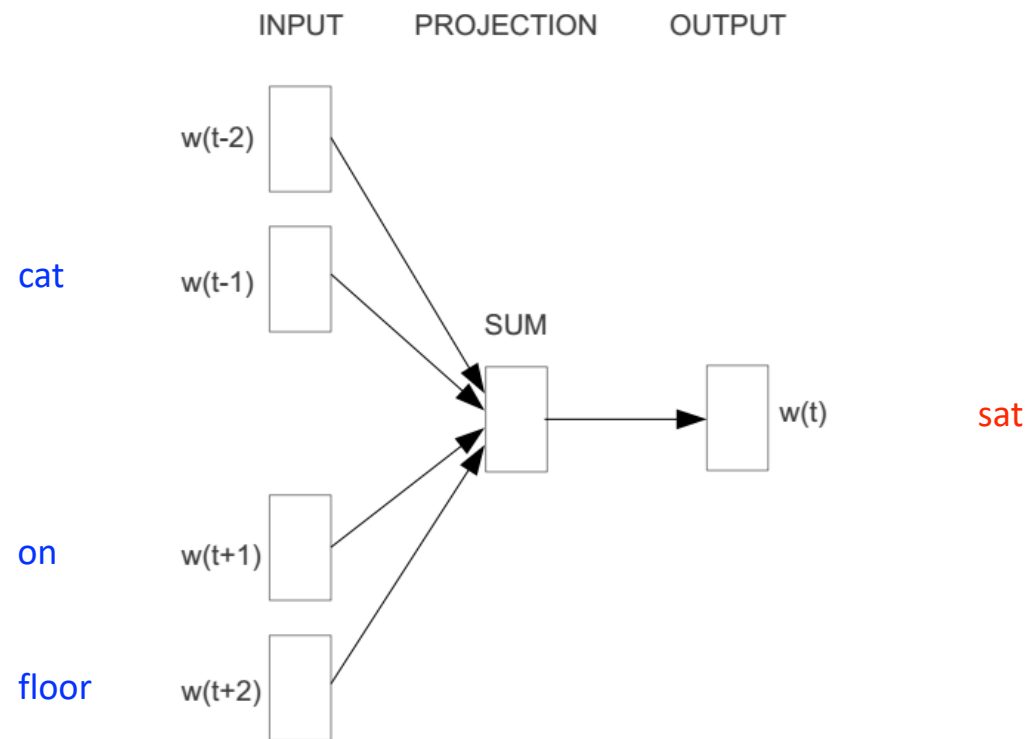 INPUT PROJECTION OUTPUT
w(t-2)
cat w(t-1)
SUM
w(t) sat
on w(t+1)
floor w(t+2)